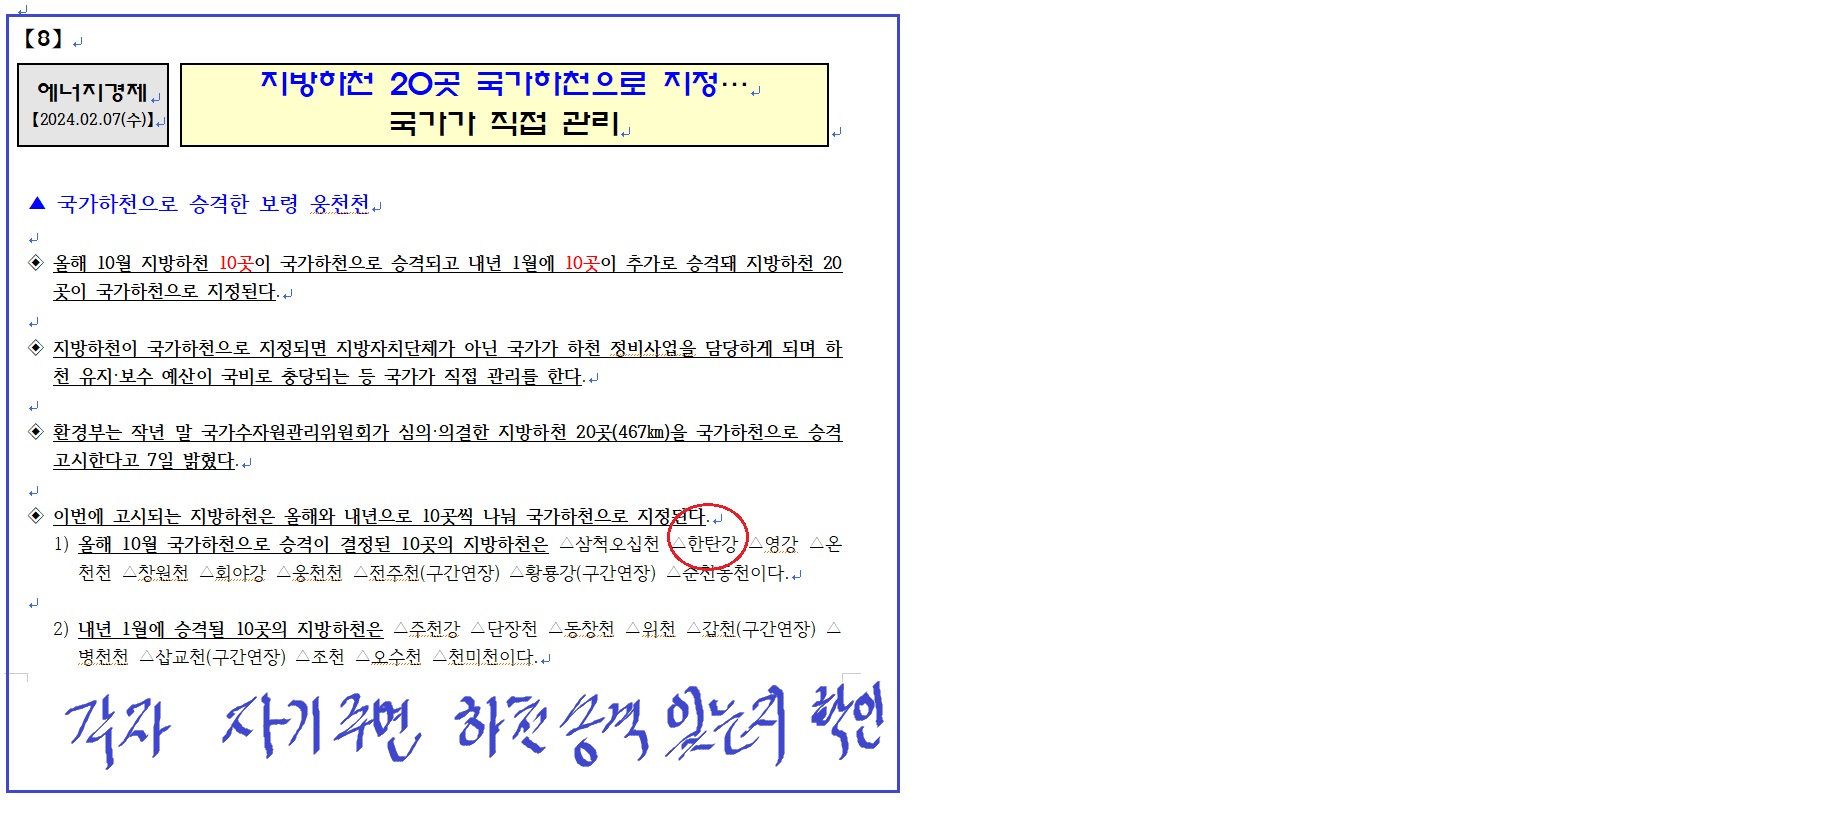 【8】
에너지경제
【2024.02.07(수)】
지방하천 20곳 국가하천으로 지정…
국가가 직접 관리
▲ 국가하천으로 승격한 보령 웅천천
◈ 올해 10월 지방하천 10곳이 국가하천으로 승격되고 내년 1월에 10곳이 추가로 승격돼 지방하천 20
곳이 국가하천으로 지정된다.
◈ 지방하천이 국가하천으로 지정되면 지방자치단체가 아닌 국가가 하천 정비사업을 담당하게 되며 하
천 유지·보수 예산이 국비로 충당되는 등 국가가 직접 관리를 한다.
◈ 환경부는 작년 말 국가수자원관리위원회가 심의·의결한 지방하천 20곳(467㎞)을 국가하천으로 승격
고시한다고 7일 밝혔다.
◈ 이번에 고시되는 지방하천은 올해와 내년으로 10곳씩 나눠 국가하천으로 지정된다.
1) 올해 10월 국가하천으로 승격이 결정된 10곳의 지방하천은 △삼척오십천 △한탄강 △영강 △온
천천 △창원천 △회야강 △웅천천 △전주천(구간연장) △황룡강(구간연장) △순천동천이다.
2) 내년 1월에 승격될 10곳의 지방하천은 △주천강 △단장천 △동창천 △위천 △갑천(구간연장) △
병천천 △삽교천(구간연장) △조천 △오수천 △천미천이다.
각자 자기 주변 하천 승격 있는지 확인